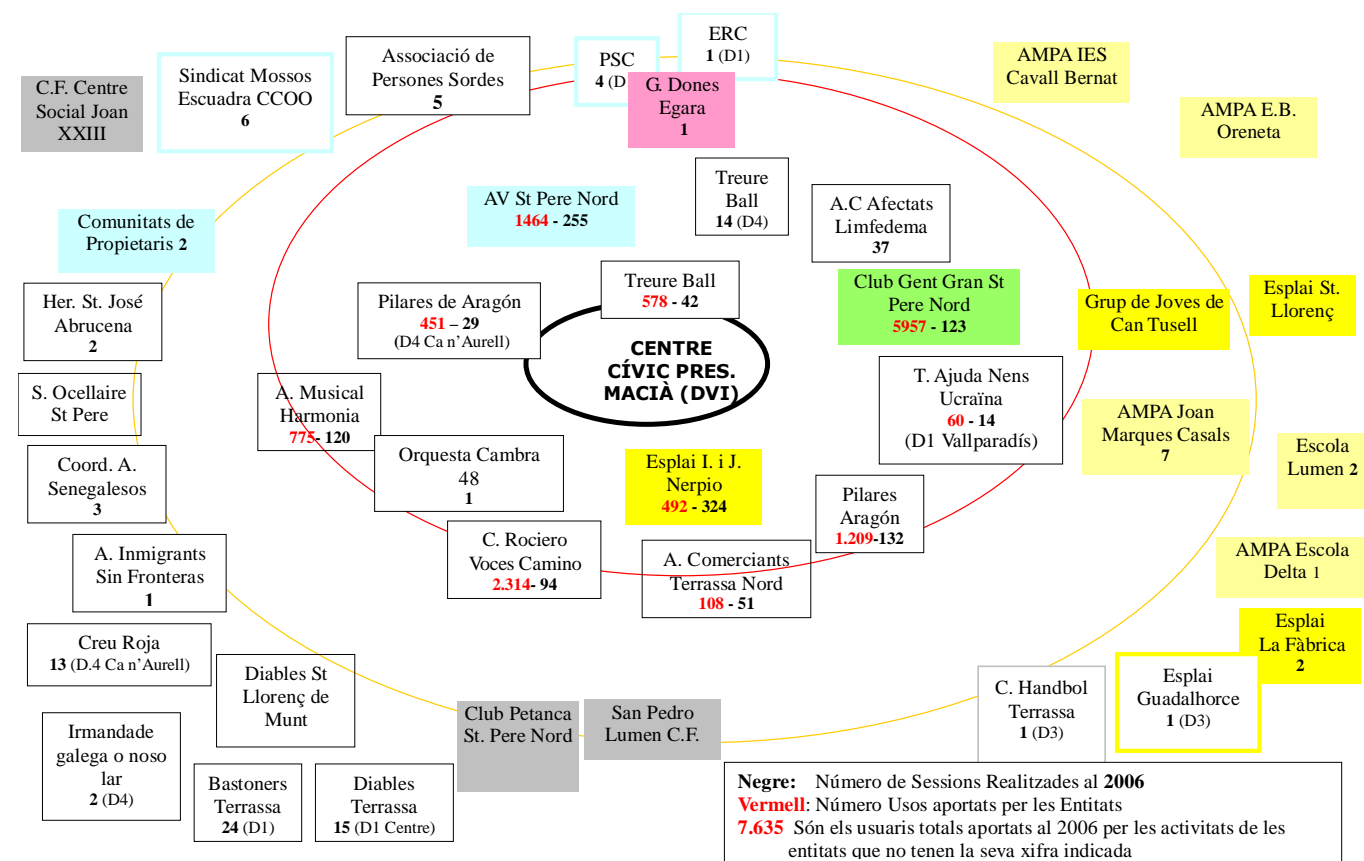 ERC
1 (D1)
PSC
4 (D
Associació de
Persones Sordes
5
Sindicat Mossos
Escuadra CCOO
6
C.F. Centre
Social Joan
XXIII
G. Dones
Egara
1
AMPA IES
Cavall Bernat
AMPA E.B.
Oreneta
Treure
Ball
14 (D4)
A.C Afectats
Limfedema
37
AV St Pere Nord
1464 - 255
Comunitats de
Propietaris 2
Her. St. José
Abrucena
2
Pilares de Aragón
451 – 29
(D4 Ca n’Aurell)
Treure Ball
578 - 42
Club Gent Gran St
Pere Nord
5957 - 123
Grup de Joves de
Can Tusell
Esplai St.
Llorenç
CENTRE
CÍVIC PRES.
MACIÀ (DVI)
S. Ocellaire
St Pere
A. Musical
Harmonia
775- 120
T. Ajuda Nens
Ucraïna
60 - 14
(D1 Vallparadís)
AMPA Joan
Marques Casals
7
Escola
Lumen 2
Coord. A.
Senegalesos
3
Orquesta Cambra
48
1
Esplai I. i J.
Nerpio
492 - 324
Pilares
Aragón
1.209-132
A. Inmigrants
Sin Fronteras
1
C. Rociero
Voces Camino
2.314- 94
A. Comerciants
Terrassa Nord
108 - 51
AMPA Escola
Delta 1
Creu Roja
13 (D.4 Ca n’Aurell)
Diables St
Llorenç de
Munt
Esplai
La Fàbrica
2
C. Handbol
Terrassa
1 (D3)
Esplai
Guadalhorce
1 (D3)
Irmandade
galega o noso
lar
2 (D4)
Club Petanca
St. Pere Nord
San Pedro
Lumen C.F.
Bastoners
Terrassa
24 (D1)
Diables
Terrassa
15 (D1 Centre)
Negre: Número de Sessions Realitzades al 2006
Vermell: Número Usos aportats per les Entitats
7.635 Són els usuaris totals aportats al 2006 per les activitats de les
entitats que no tenen la seva xifra indicada